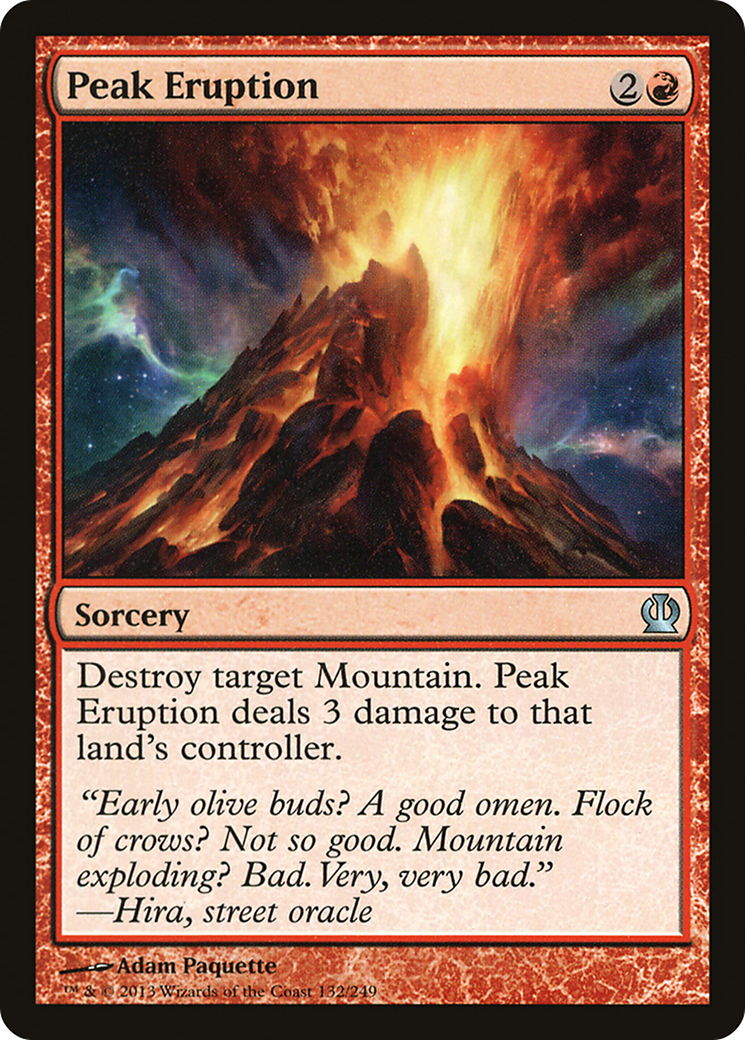 Peak Eruption 2
Sorcery
Destroy target Mountain. Peak
Eruption deals 3 damage to that
land's controller.
“Early olive buds? A good omen. Flock
of crows? Not so good. Mountain
exploding? Bad. Very, very bad.”
—Hira, street oracle
Adam Paquette
™ & © 2013 Wizards of the Coast 132/249